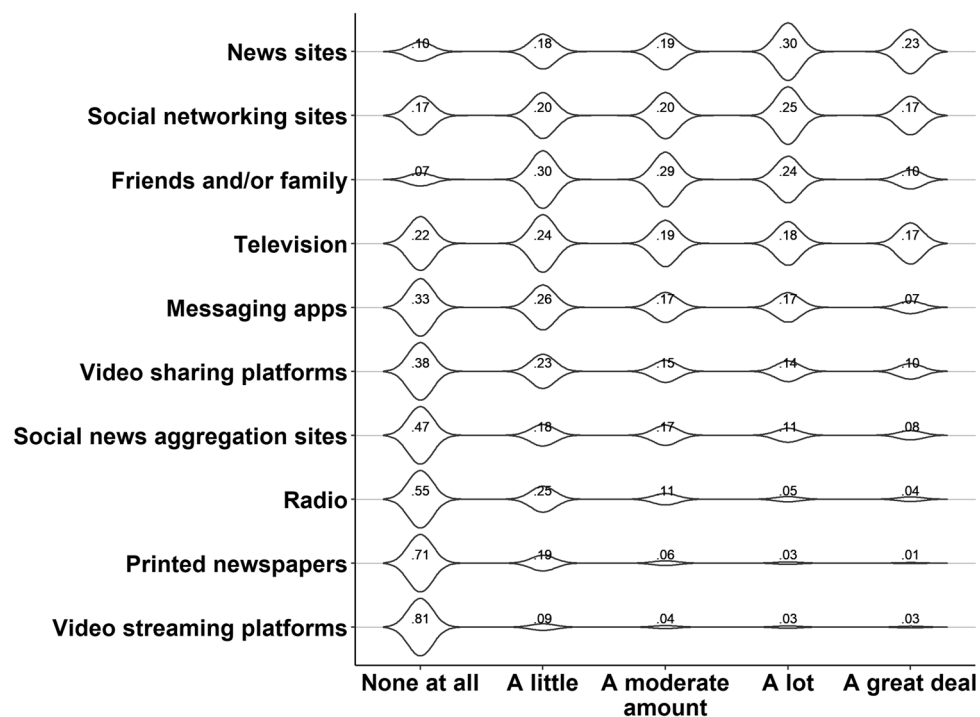 News sites .10 .18 .19 .30 .23
Social networking sites .17 .20 .20 .25 .17
Friends and/or family .07 .30 .29 .24 .10
Television .22 .24 .19 .18 .17
Messaging apps .33 .26 .17 .17 .07
Video sharing platforms .38 .23 .15 .14 .10
Social news aggregation sites .47 .18 .17 .11 .08
Radio .55 .25 .11 .05 .04
Printed newspapers .71 .19 .06 .03 .01
Video streaming platforms .81 .09 .04 .03 .03
None at all A little A moderate A lot A great deal
amount